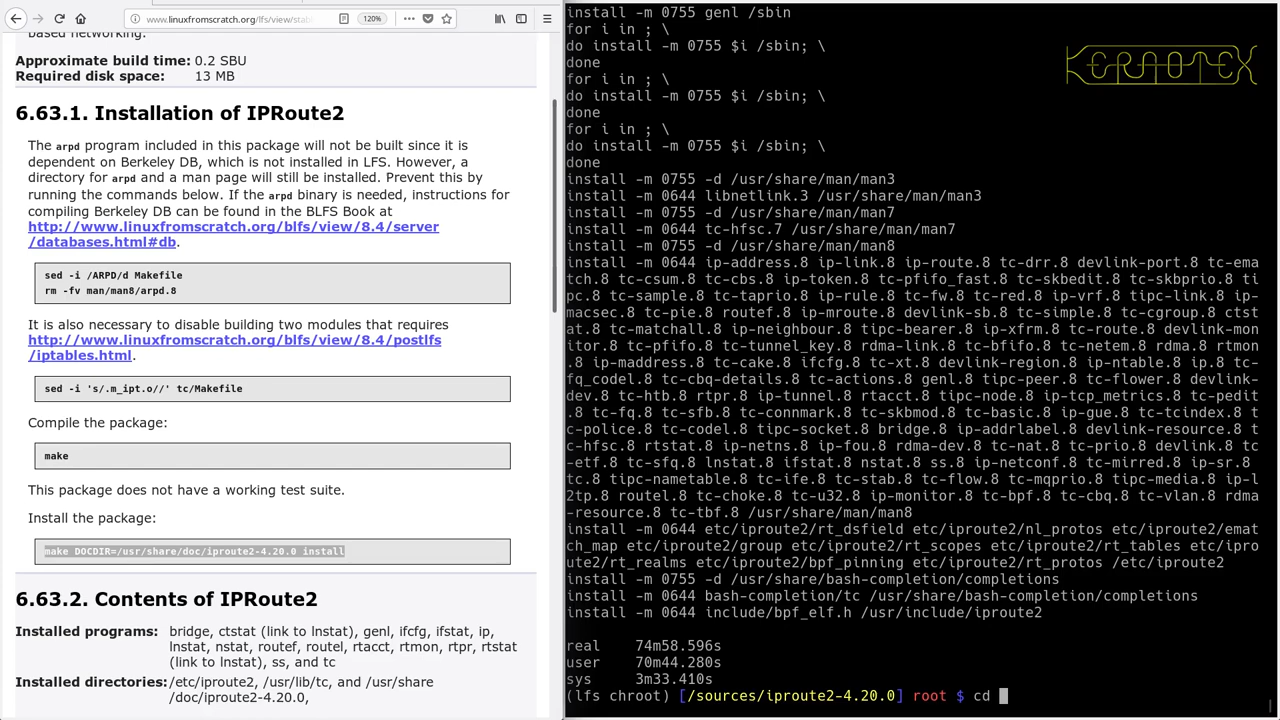 www.linuxfromscratch.org/lfs/view/stab
120%
based networking.
Approximate build time: 0.2 SBU
Required disk space: 13 MB
6.63.1. Installation of IPRoute2
The arpd program included in this package will not be built since it is
dependent on Berkeley DB, which is not installed in LFS. However, a
directory for arpd and a man page will still be installed. Prevent this by
running the commands below. If the arpd binary is needed, instructions for
compiling Berkeley DB can be found in the BLFS Book at
http://www.linuxfromscratch.org/blfs/view/8.4/server
/databases.html#db.
sed -i /ARPD/d Makefile
rm -fv man/man8/arpd.8
It is also necessary to disable building two modules that requires
http://www.linuxfromscratch.org/blfs/view/8.4/postlfs
/iptables.html.
sed -i 's/.m_ipt.o//' tc/Makefile
Compile the package:
make
This package does not have a working test suite.
Install the package:
make DOCDIR=/usr/share/doc/iproute2-4.20.0 install
6.63.2. Contents of IPRoute2
Installed programs: bridge, ctstat (link to lnstat), genl, ifcfg, ifstat, ip,
lnstat, nstat, routef, routel, rtacct, rtmon, rtpr, rtstat
(link to lnstat), ss, and tc
Installed directories: /etc/iproute2, /usr/lib/tc, and /usr/share
/doc/iproute2-4.20.0,
install -m 0755 genl /sbin
for i in ; \
do install -m 0755 $i /sbin; \
done
for i in ; \
do install -m 0755 $i /sbin; \
done
for i in ; \
do install -m 0755 $i /sbin; \
done
install -m 0755 -d /usr/share/man/man3
install -m 0644 libnetlink.3 /usr/share/man/man3
install -m 0755 -d /usr/share/man/man7
install -m 0644 tc-hfsc.7 /usr/share/man/man7
install -m 0755 -d /usr/share/man/man8
install -m 0644 ip-address.8 ip-link.8 ip-route.8 tc-drr.8 devlink-port.8 tc-ema
tch.8 tc-csum.8 tc-cbs.8 ip-token.8 tc-pfifo_fast.8 tc-skbedit.8 tc-skbprio.8 ti
pc.8 tc-sample.8 tc-taprio.8 ip-rule.8 tc-fw.8 tc-red.8 ip-vrf.8 tipc-link.8 ip-
macsec.8 tc-pie.8 routef.8 ip-mroute.8 devlink-sb.8 tc-simple.8 tc-cgroup.8 ctst
at.8 tc-matchall.8 ip-neighbour.8 tipc-bearer.8 ip-xfrm.8 tc-route.8 devlink-mon
itor.8 tc-pfifo.8 tc-tunnel_key.8 rdma-link.8 tc-bfifo.8 tc-netem.8 rdma.8 rtmon
.8 ip-maddress.8 tc-cake.8 ifcfg.8 tc-xt.8 devlink-region.8 ip-ntable.8 ip.8 tc-
fq_codel.8 tc-cbq-details.8 tc-actions.8 genl.8 tipc-peer.8 tc-flower.8 devlink-
dev.8 tc-htb.8 rtpr.8 ip-tunnel.8 rtacct.8 tipc-node.8 ip-tcp_metrics.8 tc-pedit
.8 tc-fq.8 tc-sfb.8 tc-connmark.8 tc-skbmod.8 tc-basic.8 ip-gue.8 tc-tcindex.8 t
c-police.8 tc-codel.8 tipc-socket.8 bridge.8 ip-addrlabel.8 devlink-resource.8 t
c-hfsc.8 rtstat.8 ip-netns.8 ip-fou.8 rdma-dev.8 tc-nat.8 tc-prio.8 devlink.8 tc
-etf.8 tc-sfq.8 lnstat.8 ifstat.8 nstat.8 ss.8 ip-netconf.8 tc-mirred.8 ip-sr.8
tc.8 tipc-nametable.8 tc-ife.8 tc-stab.8 tc-flow.8 tc-mqprio.8 tipc-media.8 ip-l
2tp.8 routel.8 tc-choke.8 tc-u32.8 ip-monitor.8 tc-bpf.8 tc-cbq.8 tc-vlan.8 rdma
-resource.8 tc-tbf.8 /usr/share/man/man8
install -m 0644 etc/iproute2/rt_dsfield etc/iproute2/nl_protos etc/iproute2/emat
ch_map etc/iproute2/group etc/iproute2/rt_scopes etc/iproute2/rt_tables etc/ipro
ute2/rt_realms etc/iproute2/bpf_pinning etc/iproute2/rt_protos /etc/iproute2
install -m 0755 -d /usr/share/bash-completion/completions
install -m 0644 bash-completion/tc /usr/share/bash-completion/completions
install -m 0644 include/bpf_elf.h /usr/include/iproute2
real 74m58.596s
user 70m44.280s
sys 3m33.410s
(lfs chroot) [/sources/iproute2-4.20.0] root $ cd